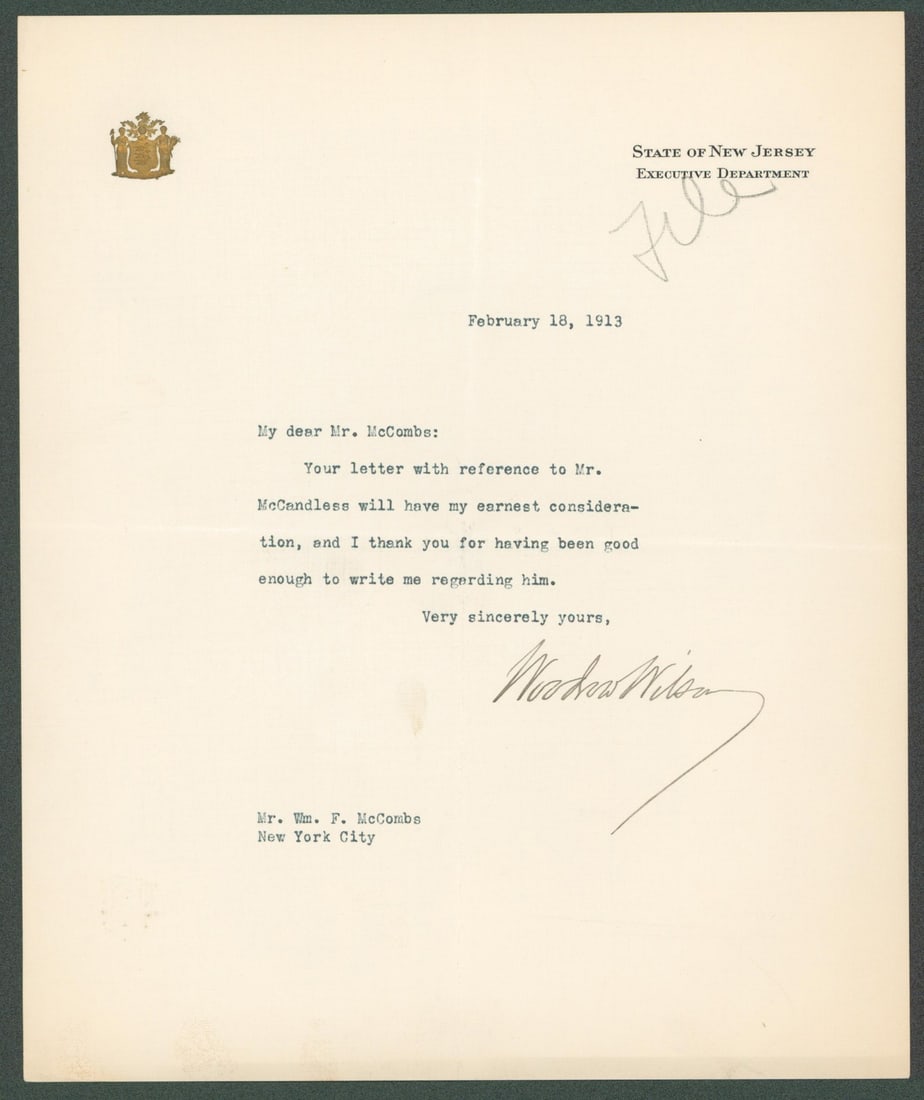 State of New Jersey
Executive Department
File
February 18, 1913
My dear Mr. McCombs:
Your letter with reference to Mr.
McCandless will have my earnest considera-
tion, and I thank you for having been good
enough to write me regarding him.
Very sincerely yours,
Woodrow Wilson
Mr. Wm. F. McCombs
New York City